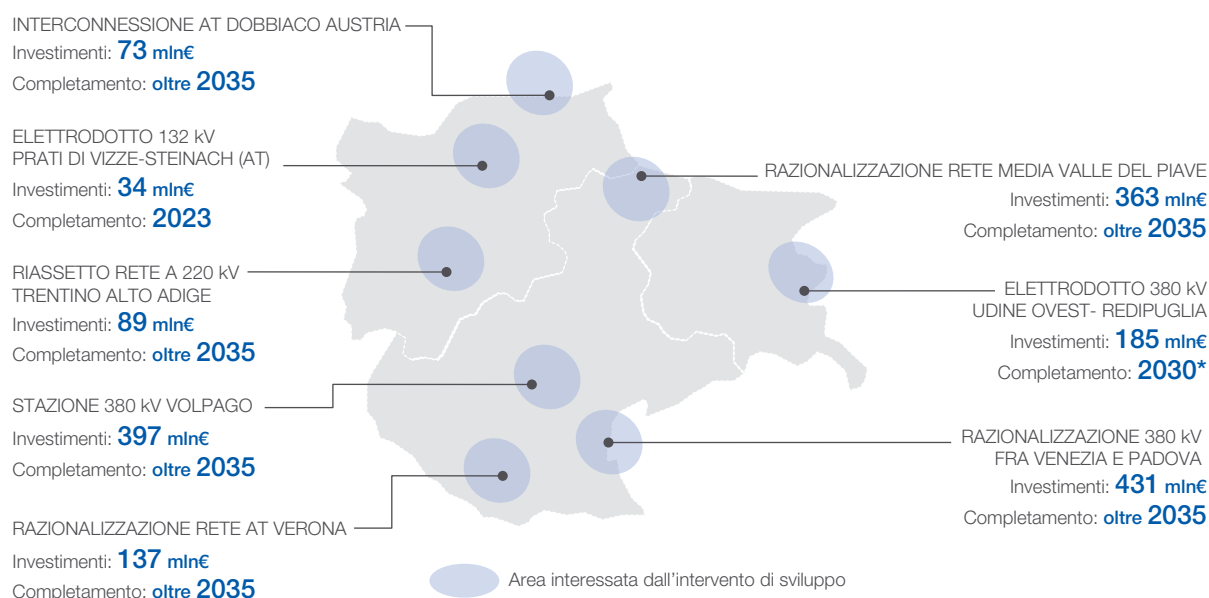 INTERCONNESSIONE AT DOBBIACO AUSTRIA
Investimenti: 73 mln€
Completamento: oltre 2035
ELETTRODOTTO 132 kV
PRATI DI VIZZE-STEINACH (AT)
Investimenti: 34 mln€
Completamento: 2023
RIASSETTO RETE A 220 kV
TRENTINO ALTO ADIGE
Investimenti: 89 mln€
Completamento: oltre 2035
STAZIONE 380 kV VOLPAGO
Investimenti: 397 mln€
Completamento: oltre 2035
RAZIONALIZZAZIONE RETE AT VERONA
Investimenti: 137 mln€
Completamento: oltre 2035
RAZIONALIZZAZIONE RETE MEDIA VALLE DEL PIAVE
Investimenti: 363 mln€
Completamento: oltre 2035
ELETTRODOTTO 380 kV
UDINE OVEST- REDIPUGLIA
Investimenti: 185 mln€
Completamento: 2030*
RAZIONALIZZAZIONE 380 kV
FRA VENEZIA E PADOVA
Investimenti: 431 mln€
Completamento: oltre 2035
Area interessata dall'intervento di sviluppo